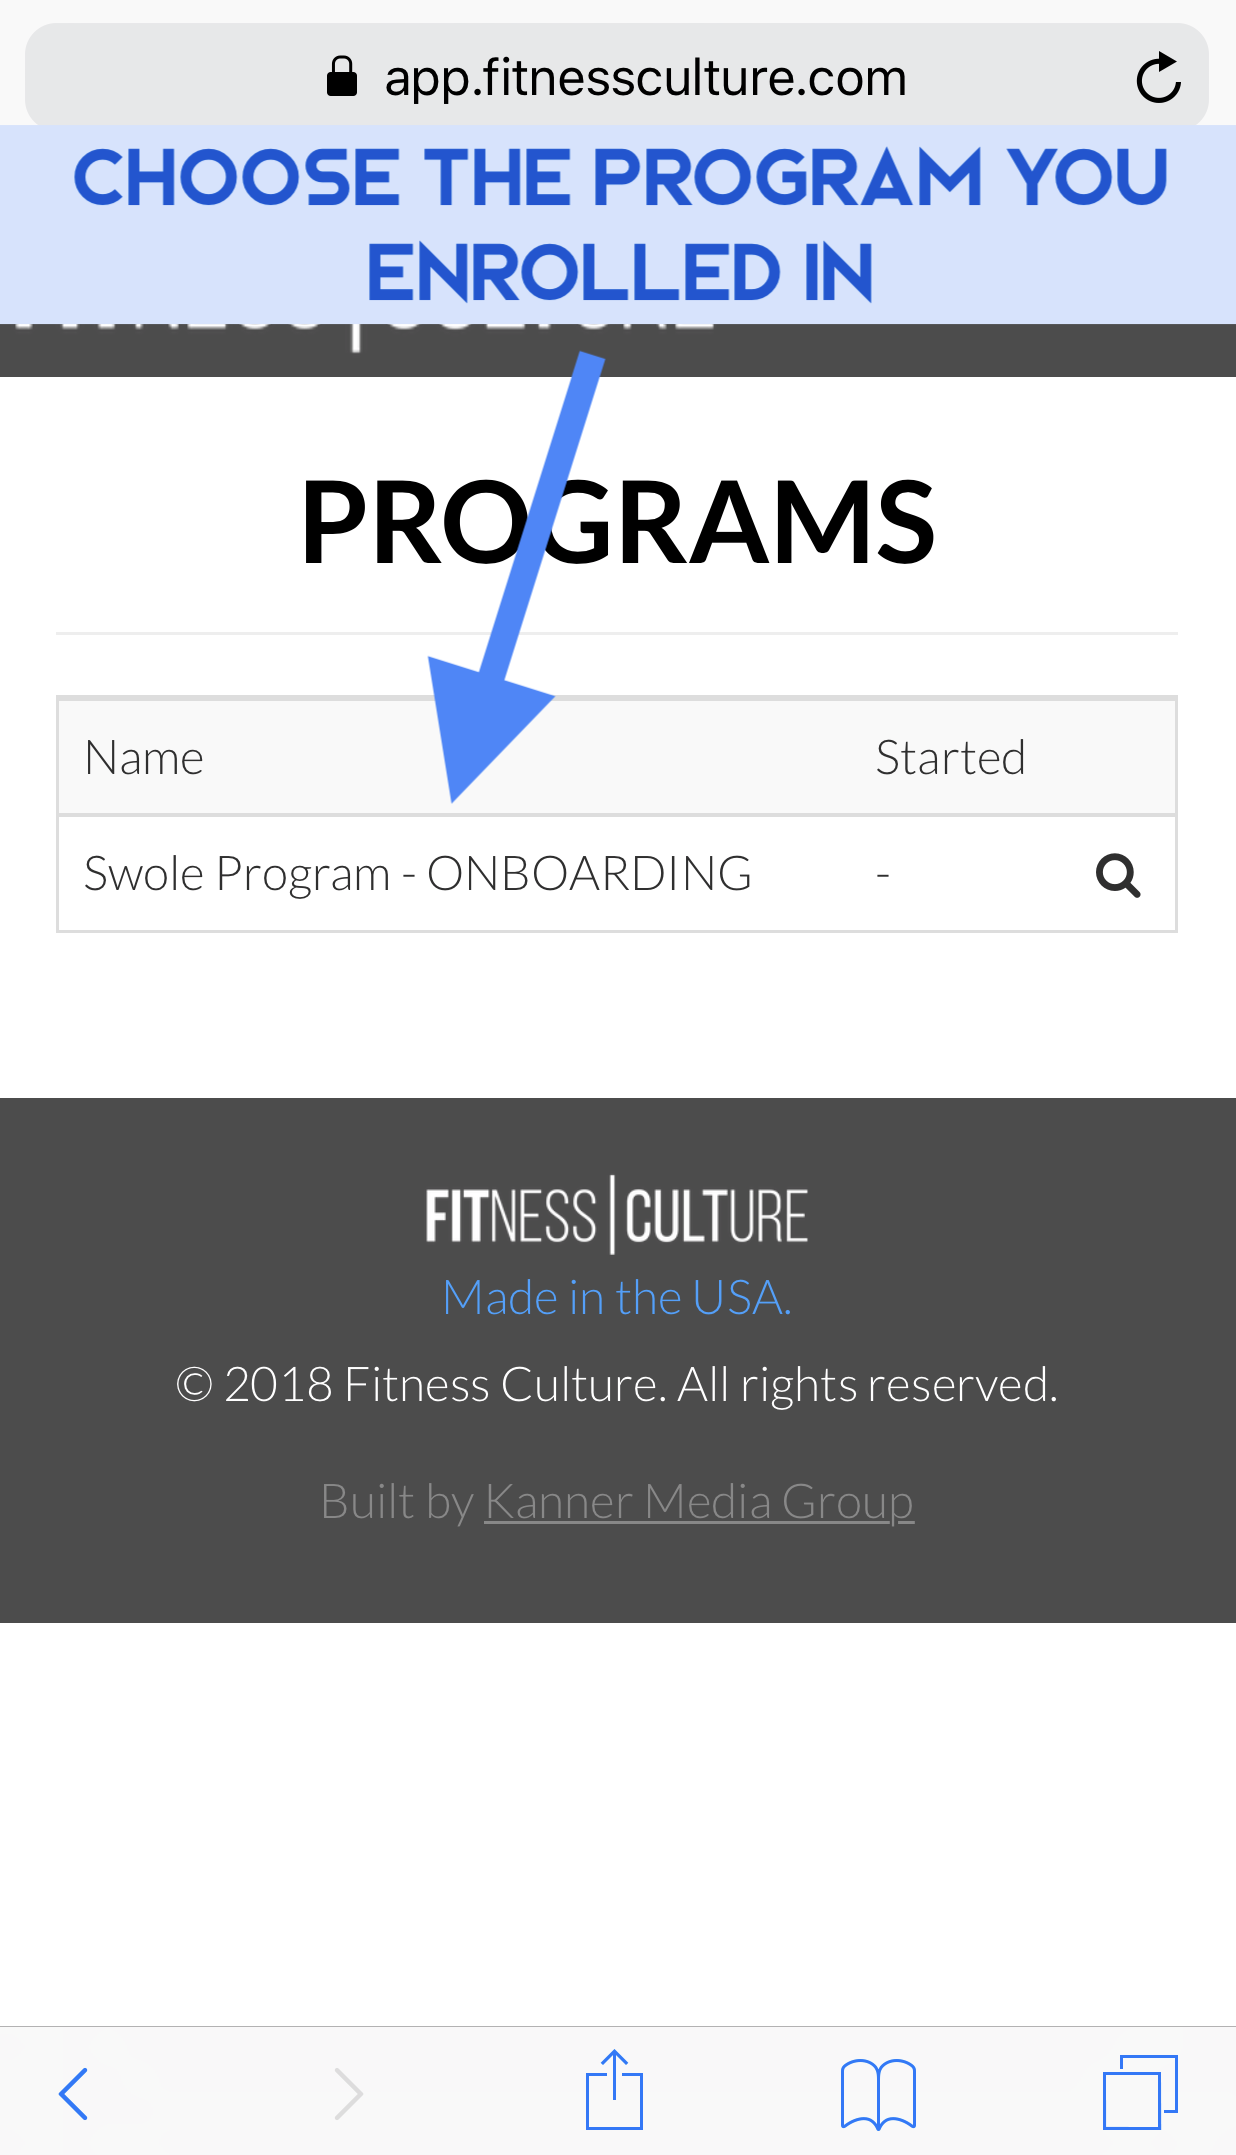 app.fitnessculture.com
CHOOSE THE PROGRAM YOU
ENROLLED IN
PROGRAMS
Name Started
Swole Program - ONBOARDING -
FITNESS|CULTURE
Made in the USA.
© 2018 Fitness Culture. All rights reserved.
Built by Kanner Media Group